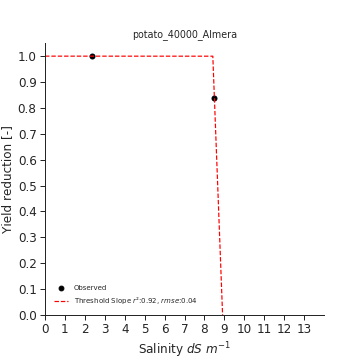 potato_40000_Almera
1.0
0.9
0.8
0.7
0.6
0.5
0.4
0.3
0.2
0.1
0.0
Yield reduction [-]
Observed
Threshold Slope r²:0.92, rmse:0.04
0 1 2 3 4 5 6 7 8 9 10 11 12 13
Salinity dS m⁻¹